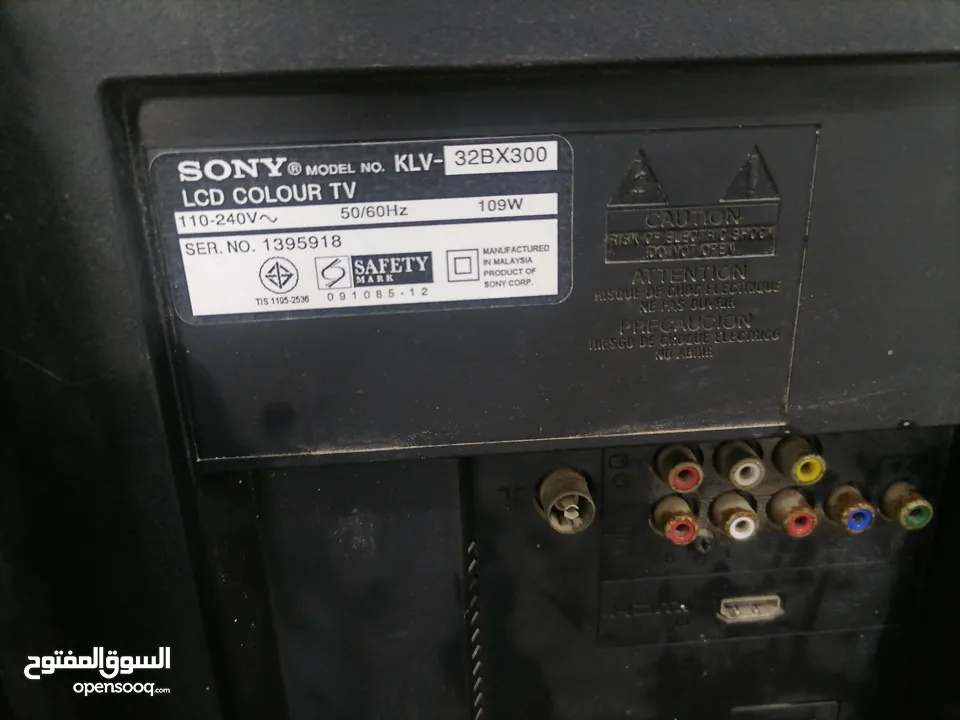 SONY® MODEL NO. KLV-32BX300
LCD COLOUR TV
110-240V~ 50/60Hz 109W
SER. NO. 1395918
TIS 1195-2536
SAFETY
MARK
091085-12
MANUFACTURED
IN MALAYSIA
PRODUCT OF
SONY CORP.
CAUTION
RISK OF ELECTRIC SHOCK
DO NOT OPEN
ATTENTION
RISQUE DE CHOC ELECTRIQUE
NE PAS OUVRIR
PRECAUCION
RIESGO DE CHOQUE ELECTRICO
NO ABRIR
السوق المفتوح
opensooq.com